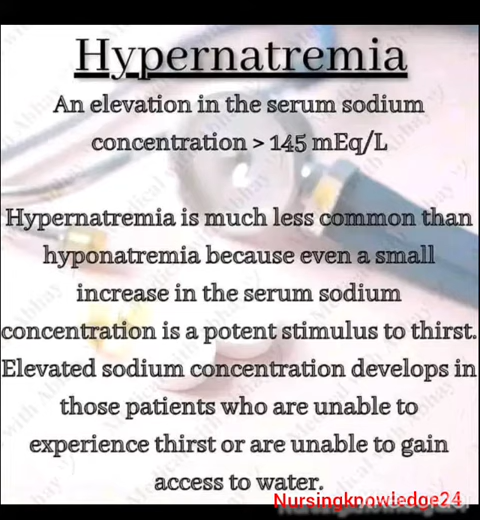 Hypernatremia
An elevation in the serum sodium
concentration > 145 mEq/L
Hypernatremia is much less common than
hyponatremia because even a small
increase in the serum sodium
concentration is a potent stimulus to thirst.
Elevated sodium concentration develops in
those patients who are unable to
experience thirst or are unable to gain
access to water.
Nursingknowledge24